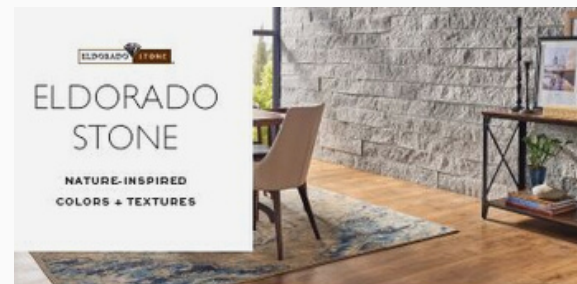 ELDORADO STONE
ELDORADO
STONE
NATURE-INSPIRED
COLORS + TEXTURES